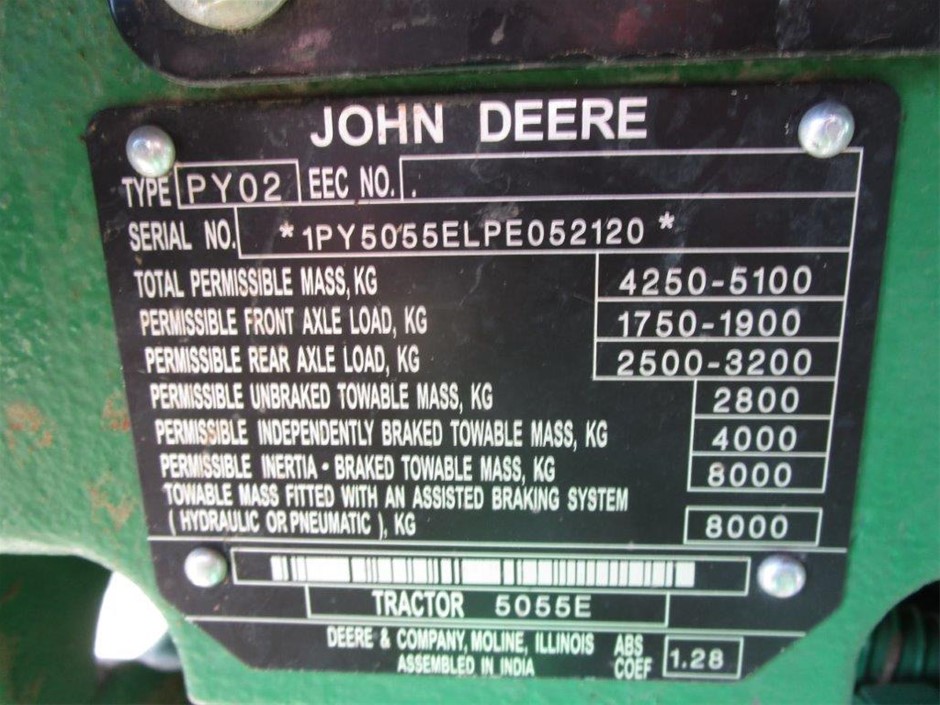 JOHN DEERE
TYPE PY02 EEC NO. .
SERIAL NO. *1PY5055ELPE052120*
TOTAL PERMISSIBLE MASS, KG 4250-5100
PERMISSIBLE FRONT AXLE LOAD, KG 1750-1900
PERMISSIBLE REAR AXLE LOAD, KG 2500-3200
PERMISSIBLE UNBRAKED TOWABLE MASS, KG 2800
PERMISSIBLE INDEPENDENTLY BRAKED TOWABLE MASS, KG 4000
PERMISSIBLE INERTIA · BRAKED TOWABLE MASS, KG 8000
TOWABLE MASS FITTED WITH AN ASSISTED BRAKING SYSTEM
( HYDRAULIC OR PNEUMATIC ), KG 8000
TRACTOR 5055E
DEERE & COMPANY, MOLINE, ILLINOIS ABS
ASSEMBLED IN INDIA COEF 1.28